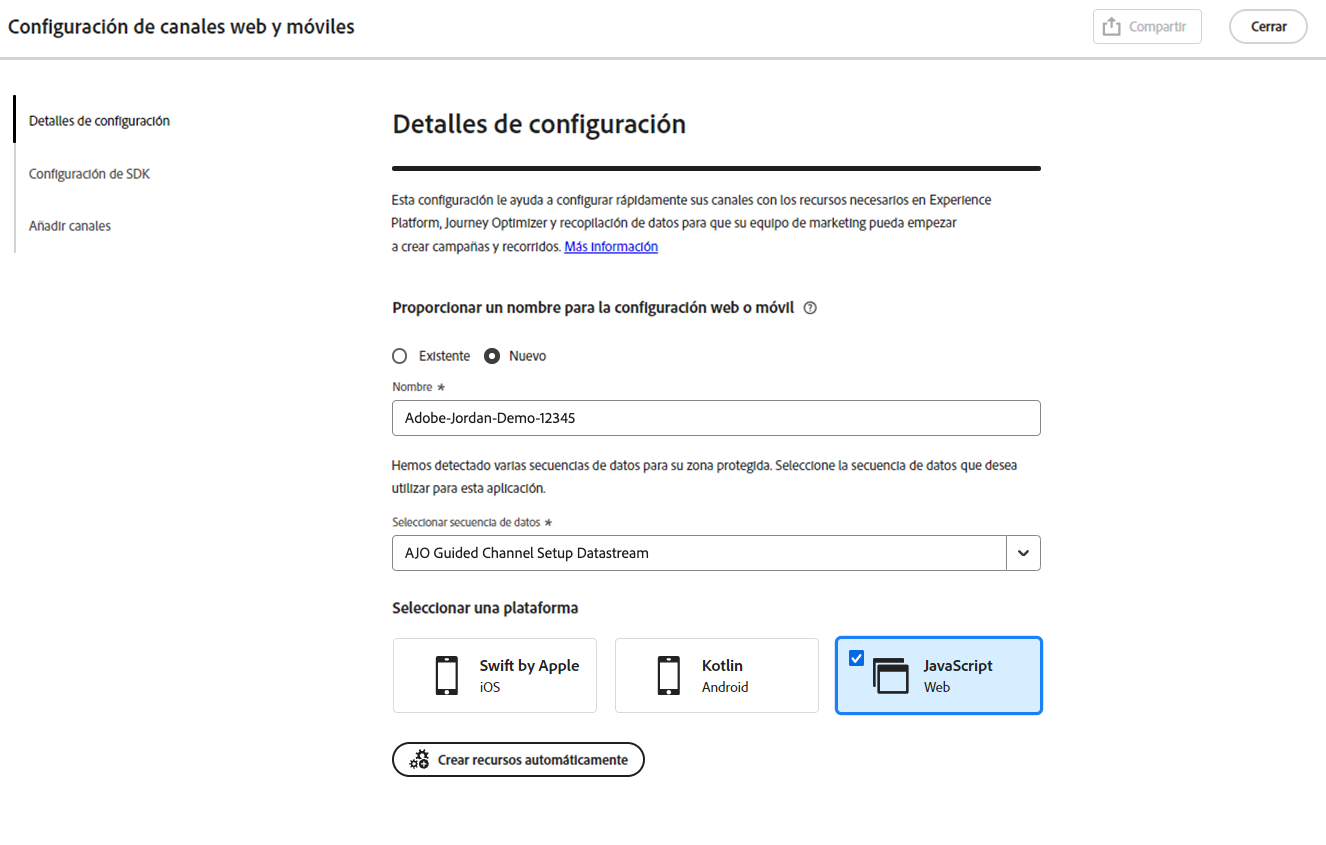 Configuración de canales web y móviles
Compartir
Cerrar
Detalles de configuración
Configuración de SDK
Añadir canales
Detalles de configuración
Esta configuración le ayuda a configurar rápidamente sus canales con los recursos necesarios en Experience
Platform, Journey Optimizer y recopilación de datos para que su equipo de marketing pueda empezar
a crear campañas y recorridos. Más información
Proporcionar un nombre para la configuración web o móvil ?
Existente
Nuevo
Nombre *
Adobe-Jordan-Demo-12345
Hemos detectado varias secuencias de datos para su zona protegida. Seleccione la secuencia de datos que desea
utilizar para esta aplicación.
Seleccionar secuencia de datos *
AJO Guided Channel Setup Datastream
Seleccionar una plataforma
Swift by Apple
iOS
Kotlin
Android
JavaScript
Web
Crear recursos automáticamente